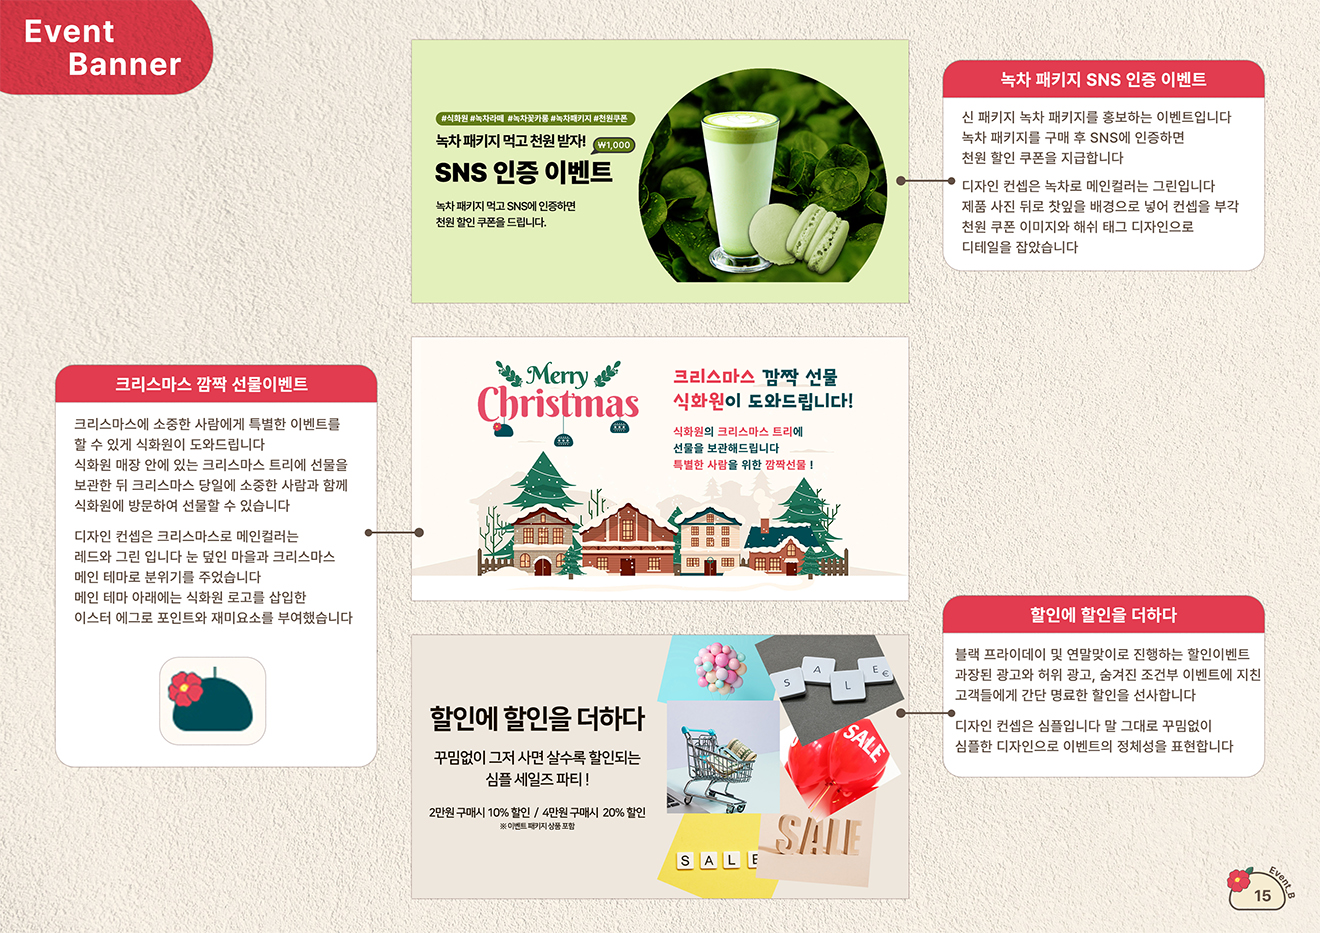 Event
Banner
#식화원 #녹차라떼 #녹차꽃카롱 #녹차패키지 #천원쿠폰
녹차 패키지 먹고 천원 받자!
₩1,000
SNS 인증 이벤트
녹차 패키지 먹고 SNS에 인증하면
천원 할인 쿠폰을 드립니다.
녹차 패키지 SNS 인증 이벤트
신 패키지 녹차 패키지를 홍보하는 이벤트입니다
녹차 패키지를 구매 후 SNS에 인증하면
천원 할인 쿠폰을 지급합니다
디자인 컨셉은 녹차로 메인컬러는 그린입니다
제품 사진 뒤로 찻잎을 배경으로 넣어 컨셉을 부각
천원 쿠폰 이미지와 해쉬 태그 디자인으로
디테일을 잡았습니다
크리스마스 깜짝 선물이벤트
크리스마스에 소중한 사람에게 특별한 이벤트를
할 수 있게 식화원이 도와드립니다
식화원 매장 안에 있는 크리스마스 트리에 선물을
보관한 뒤 크리스마스 당일에 소중한 사람과 함께
식화원에 방문하여 선물할 수 있습니다
디자인 컨셉은 크리스마스로 메인컬러는
레드와 그린 입니다 눈 덮인 마을과 크리스마스
메인 테마로 분위기를 주었습니다
메인 테마 아래에는 식화원 로고를 삽입한
이스터 에그로 포인트와 재미요소를 부여했습니다
Merry
Christmas
크리스마스 깜짝 선물
식화원이 도와드립니다!
식화원의 크리스마스 트리에
선물을 보관해드립니다
특별한 사람을 위한 깜짝선물 !
할인에 할인을 더하다
꾸밈없이 그저 사면 살수록 할인되는
심플 세일즈 파티 !
2만원 구매시 10% 할인 / 4만원 구매시 20% 할인
※ 이벤트 패키지 상품 포함
S A L E €
SALE
SALE
S A L E
할인에 할인을 더하다
블랙 프라이데이 및 연말맞이로 진행하는 할인이벤트
과장된 광고와 허위 광고, 숨겨진 조건부 이벤트에 지친
고객들에게 간단 명료한 할인을 선사합니다
디자인 컨셉은 심플입니다 말 그대로 꾸밈없이
심플한 디자인으로 이벤트의 정체성을 표현합니다
Event_B
15